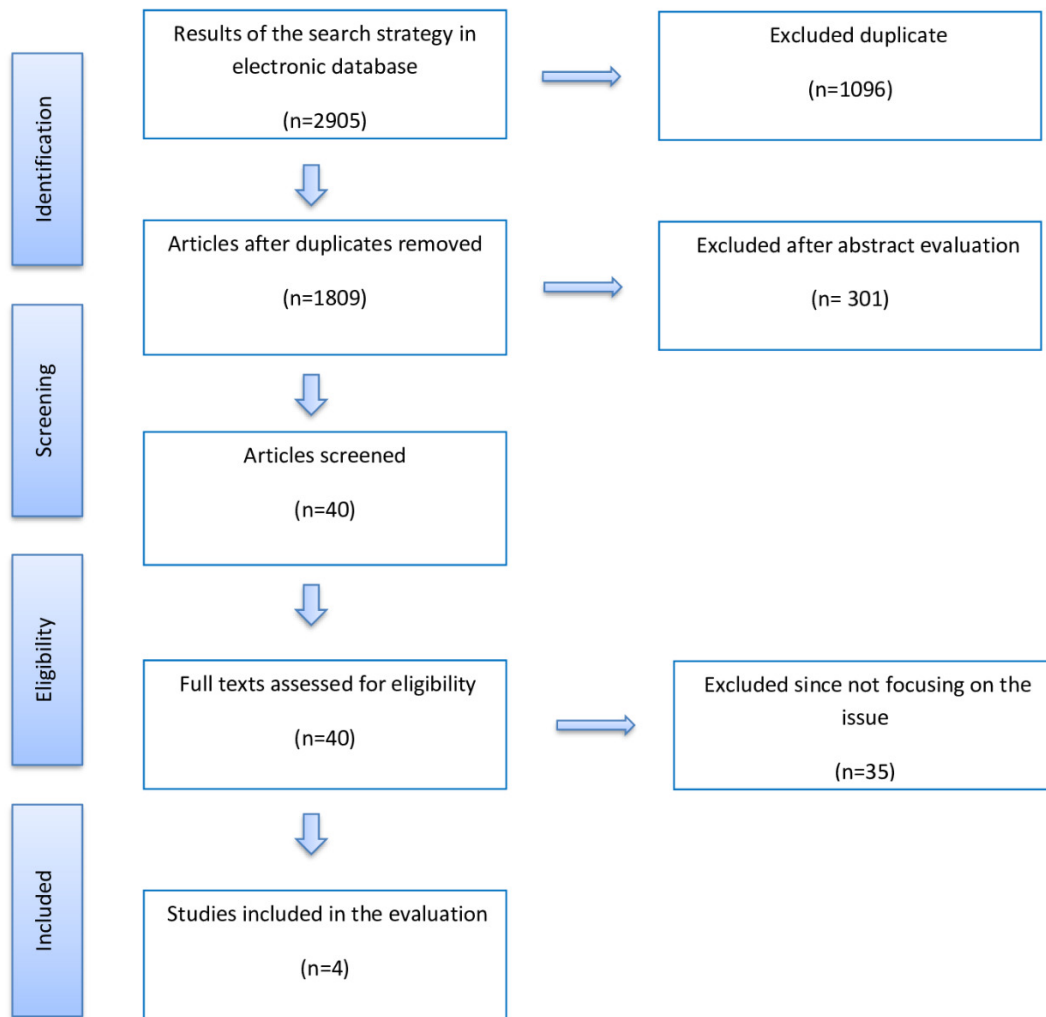 Identification
Results of the search strategy in
electronic database
(n=2905)
Excluded duplicate
(n=1096)
Articles after duplicates removed
(n=1809)
Excluded after abstract evaluation
(n= 301)
Screening
Articles screened
(n=40)
Eligibility
Full texts assessed for eligibility
(n=40)
Excluded since not focusing on the
issue
(n=35)
Included
Studies included in the evaluation
(n=4)